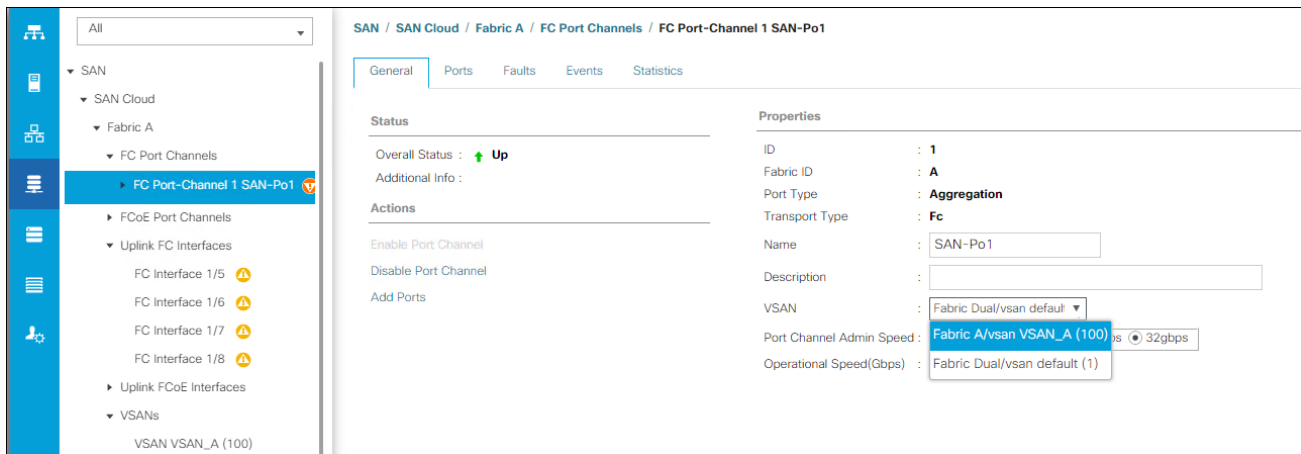 All
SAN / SAN Cloud / Fabric A / FC Port Channels / FC Port-Channel 1 SAN-Po1
SAN
SAN Cloud
Fabric A
FC Port Channels
FC Port-Channel 1 SAN-Po1
FCoE Port Channels
Uplink FC Interfaces
FC Interface 1/5
FC Interface 1/6
FC Interface 1/7
FC Interface 1/8
Uplink FCoE Interfaces
VSANs
VSAN VSAN_A (100)
General Ports Faults Events Statistics
Status
Overall Status : Up
Additional Info :
Actions
Enable Port Channel
Disable Port Channel
Add Ports
Properties
ID : 1
Fabric ID : A
Port Type : Aggregation
Transport Type : Fc
Name : SAN-Po1
Description :
VSAN : Fabric Dual/vsan default
Fabric A/vsan VSAN_A (100)
Fabric Dual/vsan default (1)
Port Channel Admin Speed : 32gbps
Operational Speed(Gbps) :